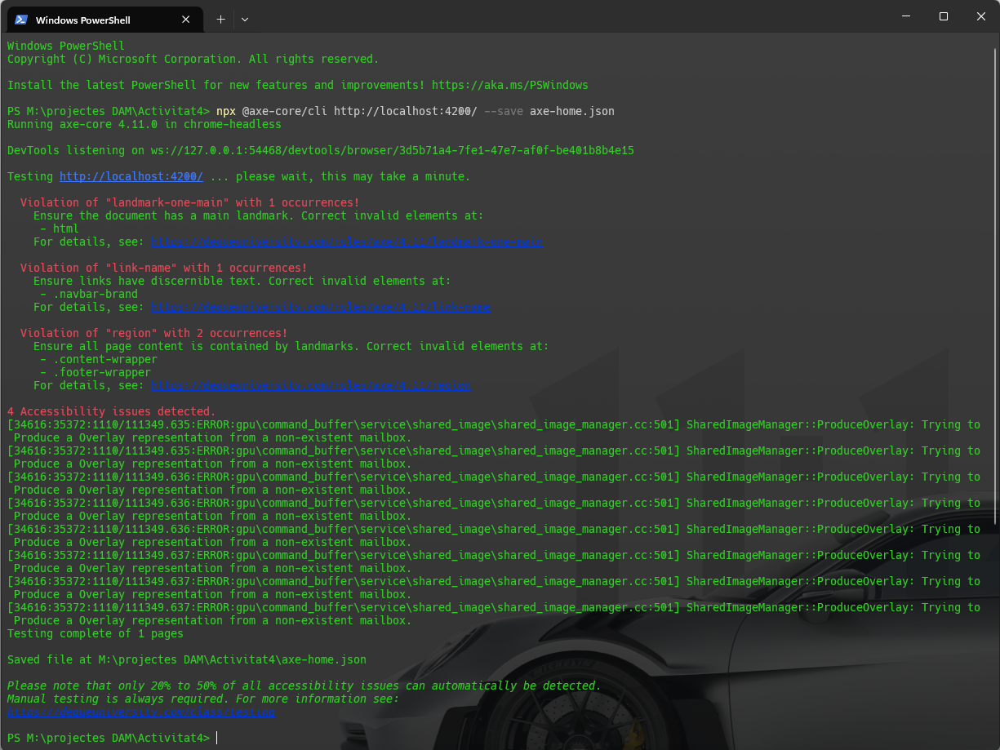 Windows PowerShell
Windows PowerShell
Copyright (C) Microsoft Corporation. All rights reserved.
Install the latest PowerShell for new features and improvements! https://aka.ms/PSWindows
PS M:\projectes DAM\Activitat4> npx @axe-core/cli http://localhost:4200/ --save axe-home.json
Running axe-core 4.11.0 in chrome-headless
DevTools listening on ws://127.0.0.1:54468/devtools/browser/3d5b71a4-7fe1-47e7-af0f-be401b8b4e15
Testing http://localhost:4200/ ... please wait, this may take a minute.
Violation of "landmark-one-main" with 1 occurrences!
Ensure the document has a main landmark. Correct invalid elements at:
- html
For details, see: https://dequeuniversity.com/rules/axe/4.11/landmark-one-main
Violation of "link-name" with 1 occurrences!
Ensure links have discernible text. Correct invalid elements at:
- .navbar-brand
For details, see: https://dequeuniversity.com/rules/axe/4.11/link-name
Violation of "region" with 2 occurrences!
Ensure all page content is contained by landmarks. Correct invalid elements at:
- .content-wrapper
- .footer-wrapper
For details, see: https://dequeuniversity.com/rules/axe/4.11/region
4 Accessibility issues detected.
[34616:35372:1110/111349.635:ERROR:gpu\command_buffer\service\shared_image\shared_image_manager.cc:501] SharedImageManager::ProduceOverlay: Trying to
Produce a Overlay representation from a non-existent mailbox.
[34616:35372:1110/111349.635:ERROR:gpu\command_buffer\service\shared_image\shared_image_manager.cc:501] SharedImageManager::ProduceOverlay: Trying to
Produce a Overlay representation from a non-existent mailbox.
[34616:35372:1110/111349.636:ERROR:gpu\command_buffer\service\shared_image\shared_image_manager.cc:501] SharedImageManager::ProduceOverlay: Trying to
Produce a Overlay representation from a non-existent mailbox.
[34616:35372:1110/111349.636:ERROR:gpu\command_buffer\service\shared_image\shared_image_manager.cc:501] SharedImageManager::ProduceOverlay: Trying to
Produce a Overlay representation from a non-existent mailbox.
[34616:35372:1110/111349.636:ERROR:gpu\command_buffer\service\shared_image\shared_image_manager.cc:501] SharedImageManager::ProduceOverlay: Trying to
Produce a Overlay representation from a non-existent mailbox.
[34616:35372:1110/111349.637:ERROR:gpu\command_buffer\service\shared_image\shared_image_manager.cc:501] SharedImageManager::ProduceOverlay: Trying to
Produce a Overlay representation from a non-existent mailbox.
[34616:35372:1110/111349.637:ERROR:gpu\command_buffer\service\shared_image\shared_image_manager.cc:501] SharedImageManager::ProduceOverlay: Trying to
Produce a Overlay representation from a non-existent mailbox.
[34616:35372:1110/111349.637:ERROR:gpu\command_buffer\service\shared_image\shared_image_manager.cc:501] SharedImageManager::ProduceOverlay: Trying to
Produce a Overlay representation from a non-existent mailbox.
Testing complete of 1 pages
Saved file at M:\projectes DAM\Activitat4\axe-home.json
Please note that only 20% to 50% of all accessibility issues can automatically be detected.
Manual testing is always required. For more information see:
https://dequeuniversity.com/class/testing
PS M:\projectes DAM\Activitat4>